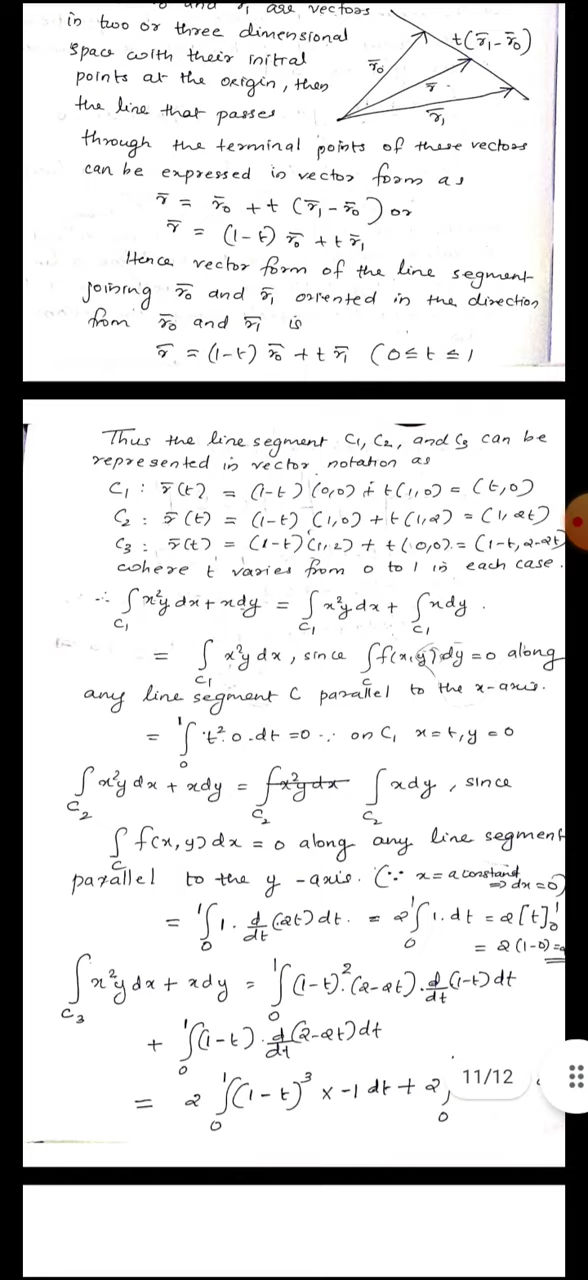 and r̄₁ are vectors
in two or three dimensional
space with their initial
points at the origin, then
the line that passes
r̄₀ t(r̄₁-r̄₀)
r̄
r̄₁
through the terminal points of these vectors
can be expressed in vector form as
r̄ = r̄₀ + t (r̄₁-r̄₀) or
r̄ = (1-t) r̄₀ + t r̄₁
Hence vector form of the line segment
joining r̄₀ and r̄₁ oriented in the direction
from r̄₀ and r̄₁ is
r̄ = (1-t) r̄₀ + t r̄₁ (0≤t≤1
Thus the line segment C₁, C₂, and C₃ can be
represented in vector notation as
C₁ : r̄(t) = (1-t) (0,0) + t(1,0) = (t,0)
C₂ : r̄(t) = (1-t) (1,0) + t(1,2) = (1, 2t)
C₃ : r̄(t) = (1-t) (1,2) + t(0,0) = (1-t, 2-2t)
where t varies from 0 to 1 in each case.
∴ ∫C₁ x²y dx + xdy = ∫C₁ x²y dx + ∫C₁ xdy .
= ∫C₁ x²y dx, since ∫C f(x,y) dy = 0 along
any line segment C parallel to the x-axis.
= ∫₀¹ t².0.dt = 0 ∵ on C₁ x=t, y=0
∫C₂ x²y dx + xdy = ∫C₂ x²y dx ∫C₂ xdy, since
∫C f(x,y) dx = 0 along any line segment
parallel to the y-axis. (∵ x = a constand
⇒ dx=0)
= ∫₀¹ 1. d/dt (2t) dt. = 2∫₀¹ 1.dt = 2[t]₀¹
= 2(1-0)=2
∫C₃ x²y dx + xdy = ∫₀¹ (1-t)².(2-2t). d/dt (1-t) dt
+ ∫₀¹ (1-t). d/dt (2-2t) dt
= 2 ∫₀¹ (1-t)³ × -1 dt + 2 ₀
11/12